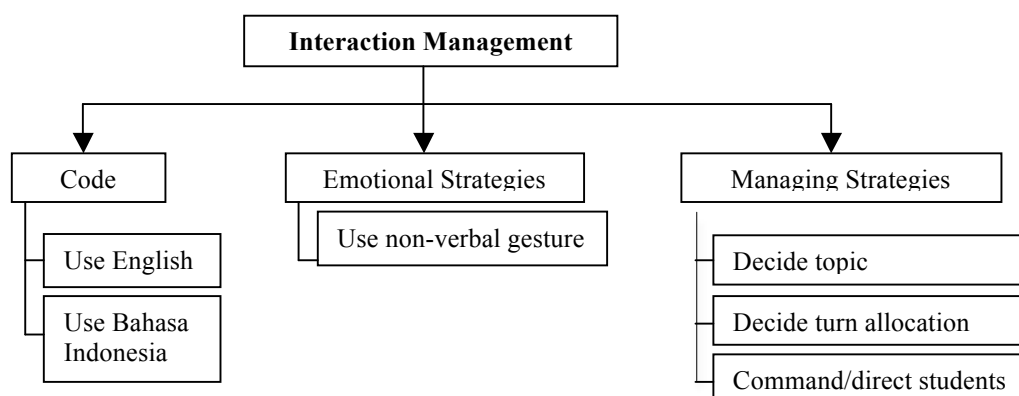 Interaction Management
Code
Emotional Strategies
Managing Strategies
Use English
Use Bahasa
Indonesia
Use non-verbal gesture
Decide topic
Decide turn allocation
Command/direct students